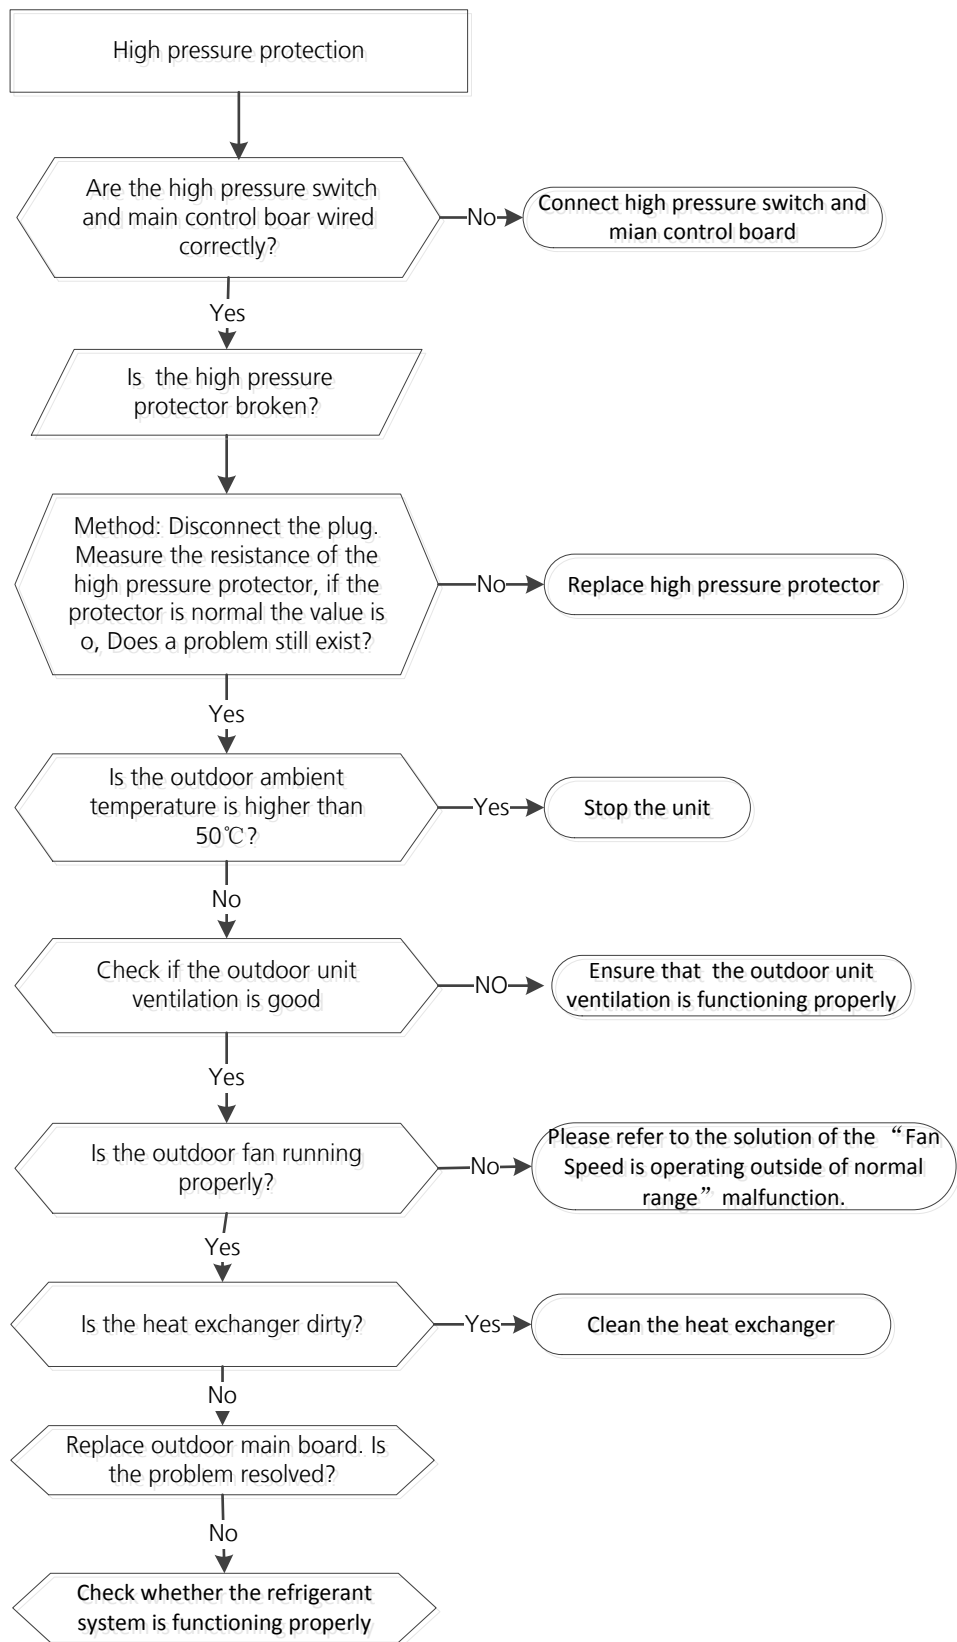 High pressure protection
Are the high pressure switch
and main control boar wired
correctly?
No
Connect high pressure switch and
mian control board
Yes
Is the high pressure
protector broken?
Method: Disconnect the plug.
Measure the resistance of the
high pressure protector, if the
protector is normal the value is
o, Does a problem still exist?
No
Replace high pressure protector
Yes
Is the outdoor ambient
temperature is higher than
50℃?
Yes
Stop the unit
No
Check if the outdoor unit
ventilation is good
NO
Ensure that the outdoor unit
ventilation is functioning properly
Yes
Is the outdoor fan running
properly?
No
Please refer to the solution of the “Fan
Speed is operating outside of normal
range” malfunction.
Yes
Is the heat exchanger dirty?
Yes
Clean the heat exchanger
No
Replace outdoor main board. Is
the problem resolved?
No
Check whether the refrigerant
system is functioning properly